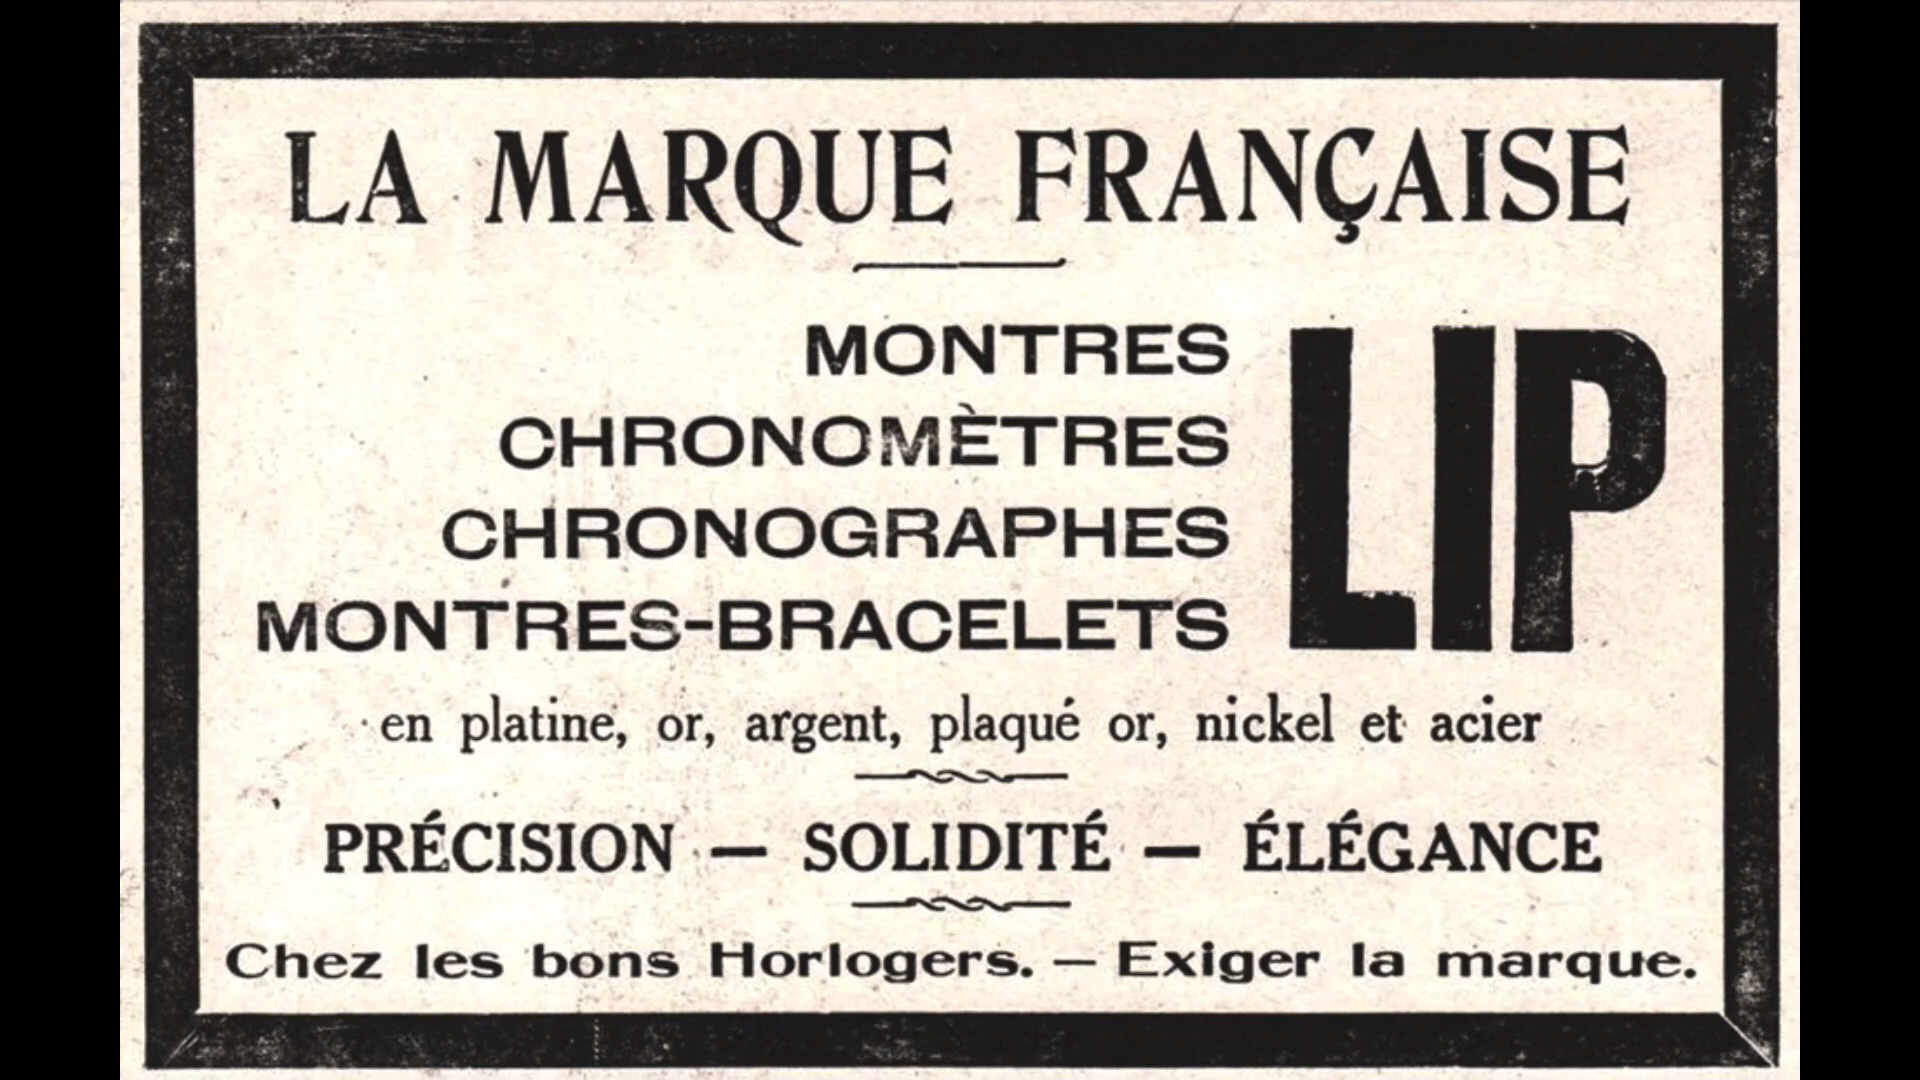 LA MARQUE FRANÇAISE
MONTRES
CHRONOMÈTRES
CHRONOGRAPHES
MONTRES-BRACELETS
LIP
en platine, or, argent, plaqué or, nickel et acier
PRÉCISION — SOLIDITÉ — ÉLÉGANCE
Chez les bons Horlogers. — Exiger la marque.